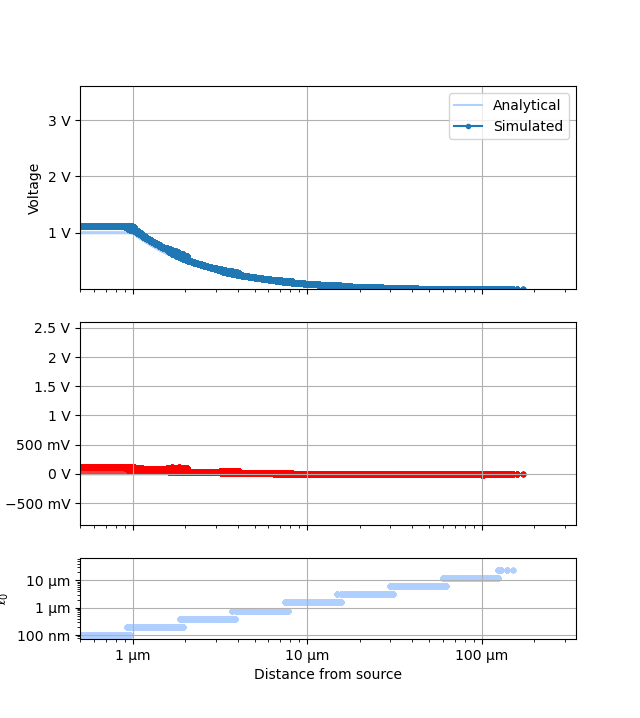 3 V
2 V
1 V
Voltage
Analytical
Simulated
2.5 V
2 V
1.5 V
1 V
500 mV
0 V
−500 mV
10 µm
1 µm
100 nm
1 µm
10 µm
100 µm
Distance from source